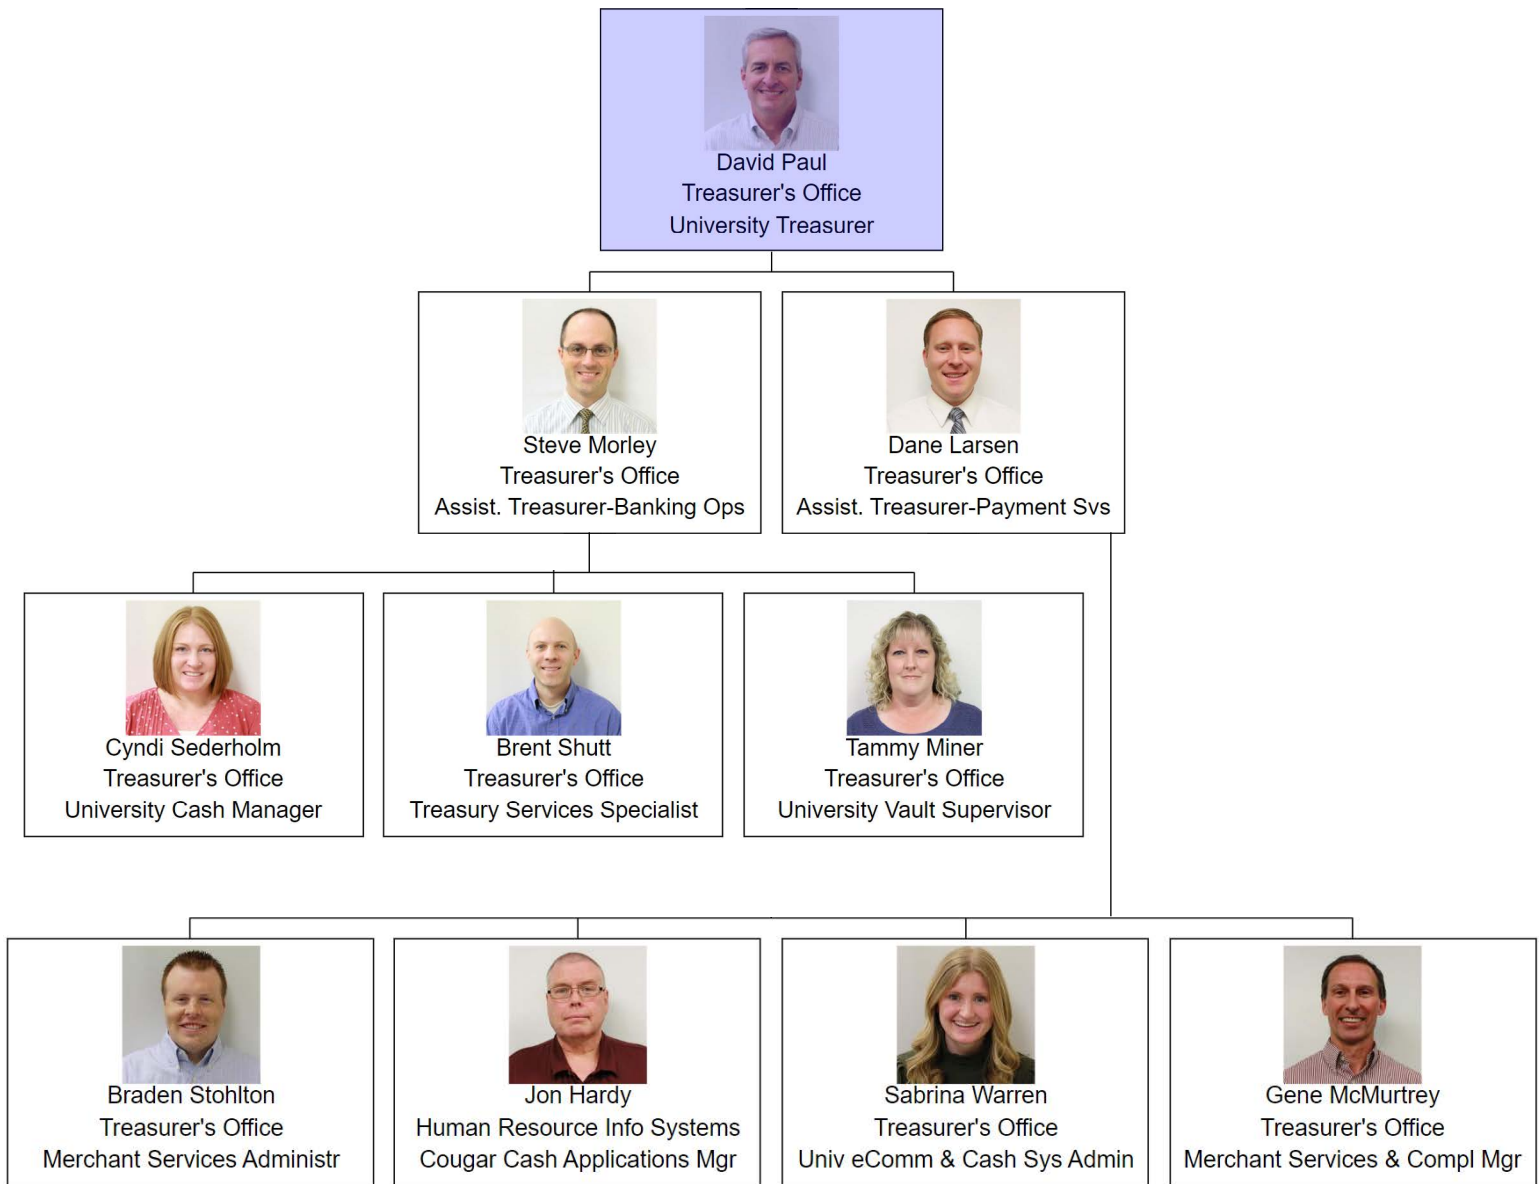 David Paul
Treasurer's Office
University Treasurer
Steve Morley
Treasurer's Office
Assist. Treasurer-Banking Ops
Dane Larsen
Treasurer's Office
Assist. Treasurer-Payment Svs
Cyndi Sederholm
Treasurer's Office
University Cash Manager
Brent Shutt
Treasurer's Office
Treasury Services Specialist
Tammy Miner
Treasurer's Office
University Vault Supervisor
Braden Stohlton
Treasurer's Office
Merchant Services Administr
Jon Hardy
Human Resource Info Systems
Cougar Cash Applications Mgr
Sabrina Warren
Treasurer's Office
Univ eComm & Cash Sys Admin
Gene McMurtrey
Treasurer's Office
Merchant Services & Compl Mgr